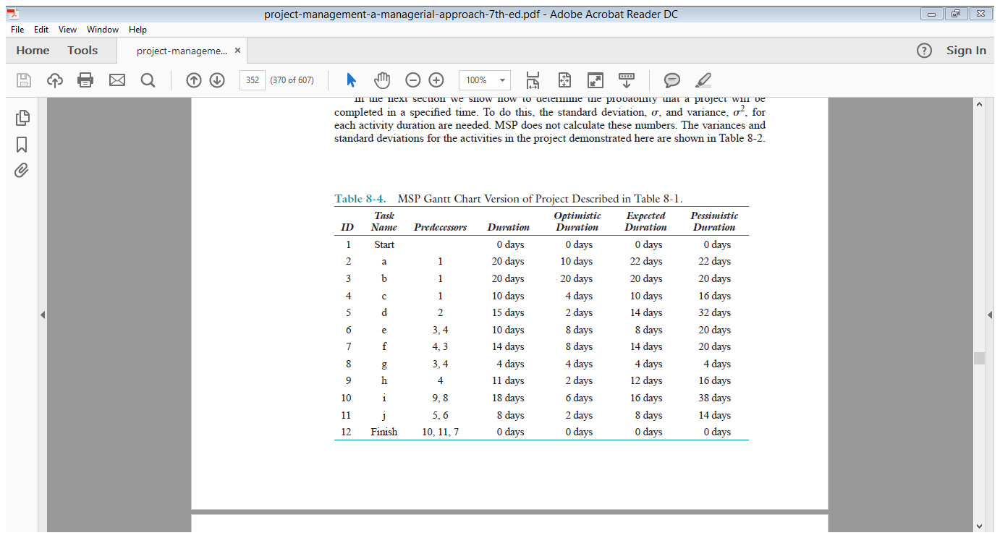 project-management-a-managerial-approach-7th-ed.pdf - Adobe Acrobat Reader DC
File Edit View Window Help
Home Tools project-manageme... × ? Sign In
352 (370 of 607) 100%
In the next section we show how to determine the probability that a project will be
completed in a specified time. To do this, the standard deviation, σ, and variance, σ², for
each activity duration are needed. MSP does not calculate these numbers. The variances and
standard deviations for the activities in the project demonstrated here are shown in Table 8-2.
Table 8-4. MSP Gantt Chart Version of Project Described in Table 8-1.
Task Optimistic Expected Pessimistic
ID Name Predecessors Duration Duration Duration Duration
1 Start 0 days 0 days 0 days 0 days
2 a 1 20 days 10 days 22 days 22 days
3 b 1 20 days 20 days 20 days 20 days
4 c 1 10 days 4 days 10 days 16 days
5 d 2 15 days 2 days 14 days 32 days
6 e 3, 4 10 days 8 days 8 days 20 days
7 f 4, 3 14 days 8 days 14 days 20 days
8 g 3, 4 4 days 4 days 4 days 4 days
9 h 4 11 days 2 days 12 days 16 days
10 i 9, 8 18 days 6 days 16 days 38 days
11 j 5, 6 8 days 2 days 8 days 14 days
12 Finish 10, 11, 7 0 days 0 days 0 days 0 days